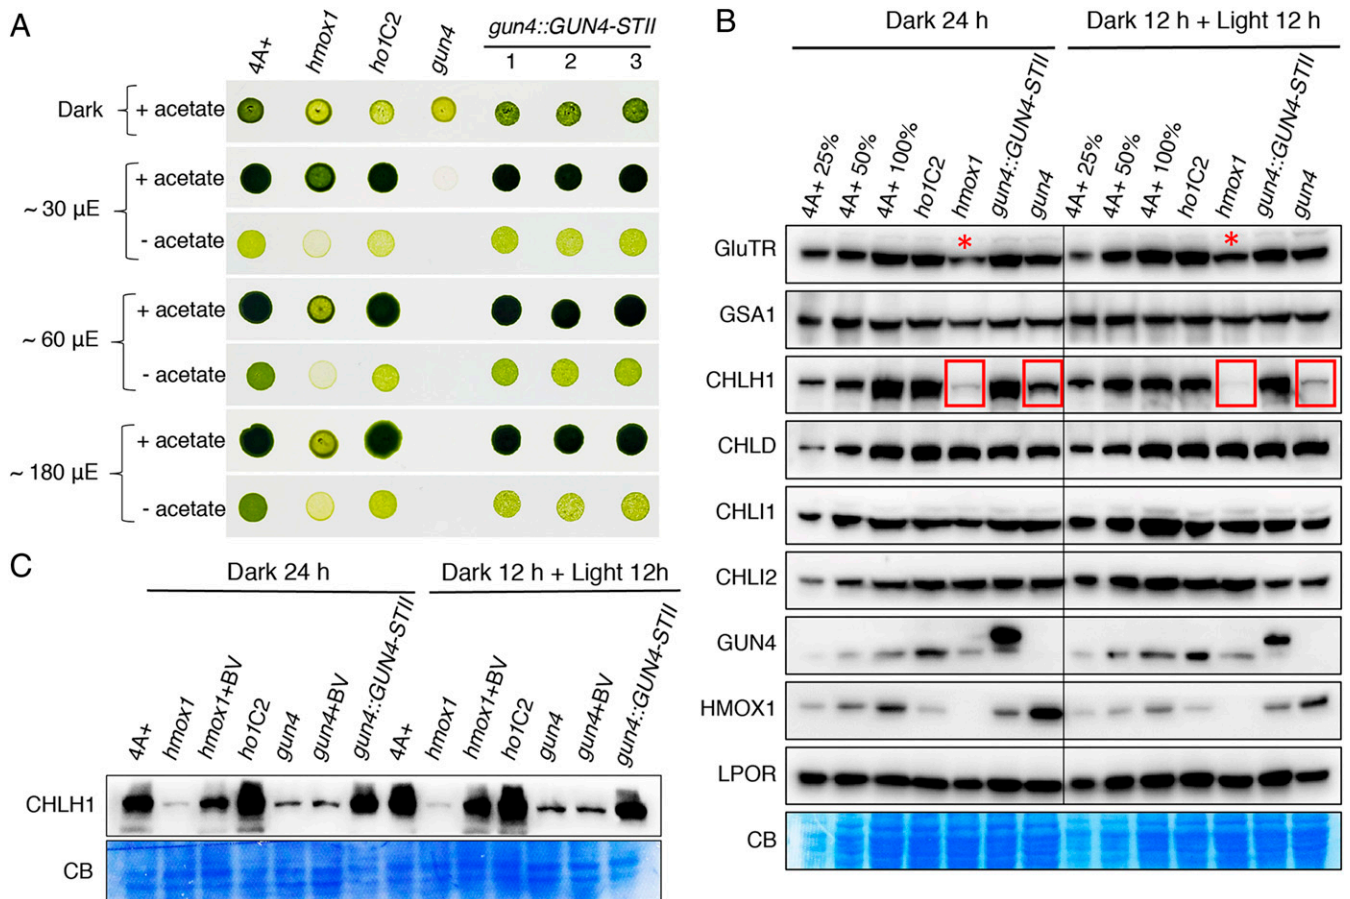 A
4A+
hmox1
ho1C2
gun4
gun4::GUN4-STII
1 2 3
Dark
+ acetate
~ 30 µE
+ acetate
- acetate
~ 60 µE
+ acetate
- acetate
~ 180 µE
+ acetate
- acetate
B
Dark 24 h
Dark 12 h + Light 12 h
4A+ 25%
4A+ 50%
4A+ 100%
ho1C2
hmox1
gun4::GUN4-STII
gun4
4A+ 25%
4A+ 50%
4A+ 100%
ho1C2
hmox1
gun4::GUN4-STII
gun4
GluTR
* *
GSA1
CHLH1
CHLD
CHLI1
CHLI2
GUN4
HMOX1
LPOR
CB
C
Dark 24 h
Dark 12 h + Light 12h
4A+
hmox1
hmox1+BV
ho1C2
gun4
gun4+BV
gun4::GUN4-STII
4A+
hmox1
hmox1+BV
ho1C2
gun4
gun4+BV
gun4::GUN4-STII
CHLH1
CB